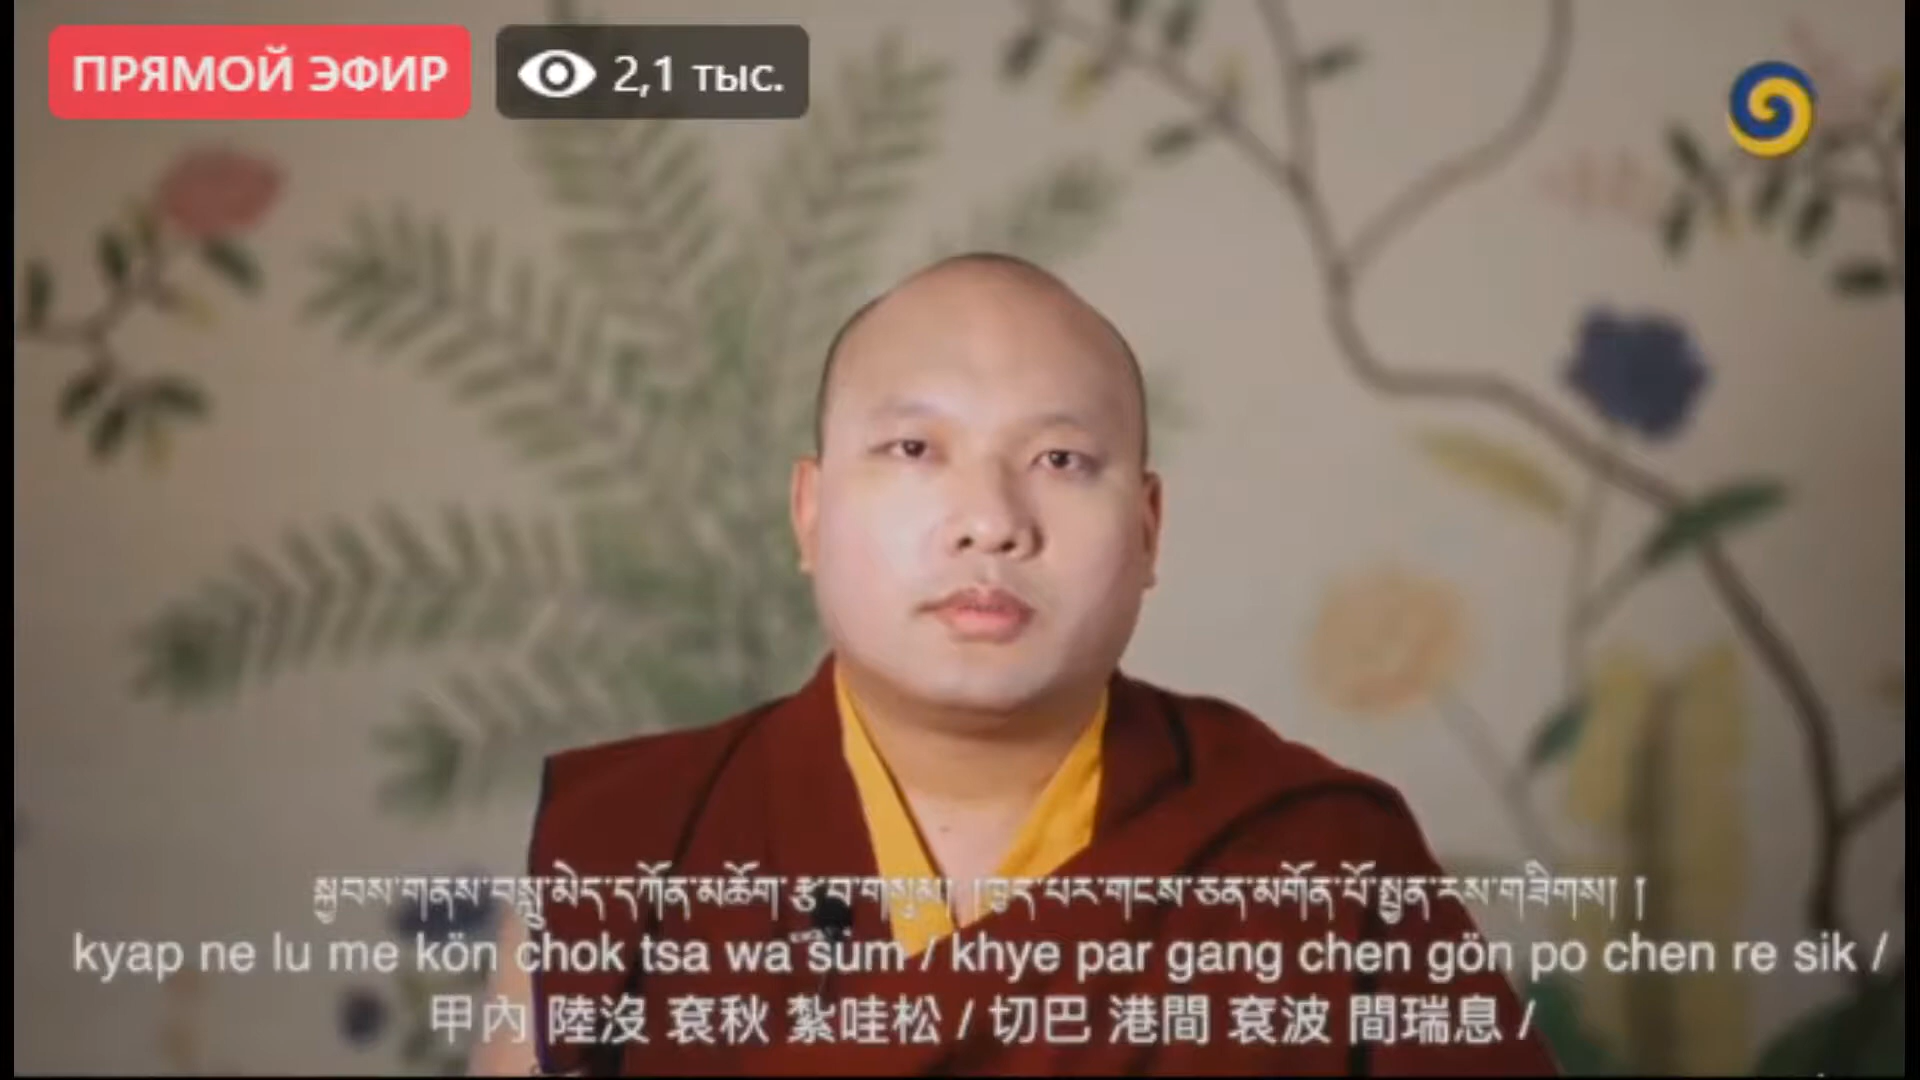 ПРЯМОЙ ЭФИР
2,1 тыс.
སྐྱབས་གནས་བསླུ་མེད་དཀོན་མཆོག་རྩ་བ་གསུམ། །ཁྱད་པར་གངས་ཅན་མགོན་པོ་སྤྱན་རས་གཟིགས། །
kyap ne lu me kön chok tsa wa sum / khye par gang chen gön po chen re sik /
甲內 陸沒 袞秋 紮哇松 / 切巴 港間 袞波 間瑞息 /